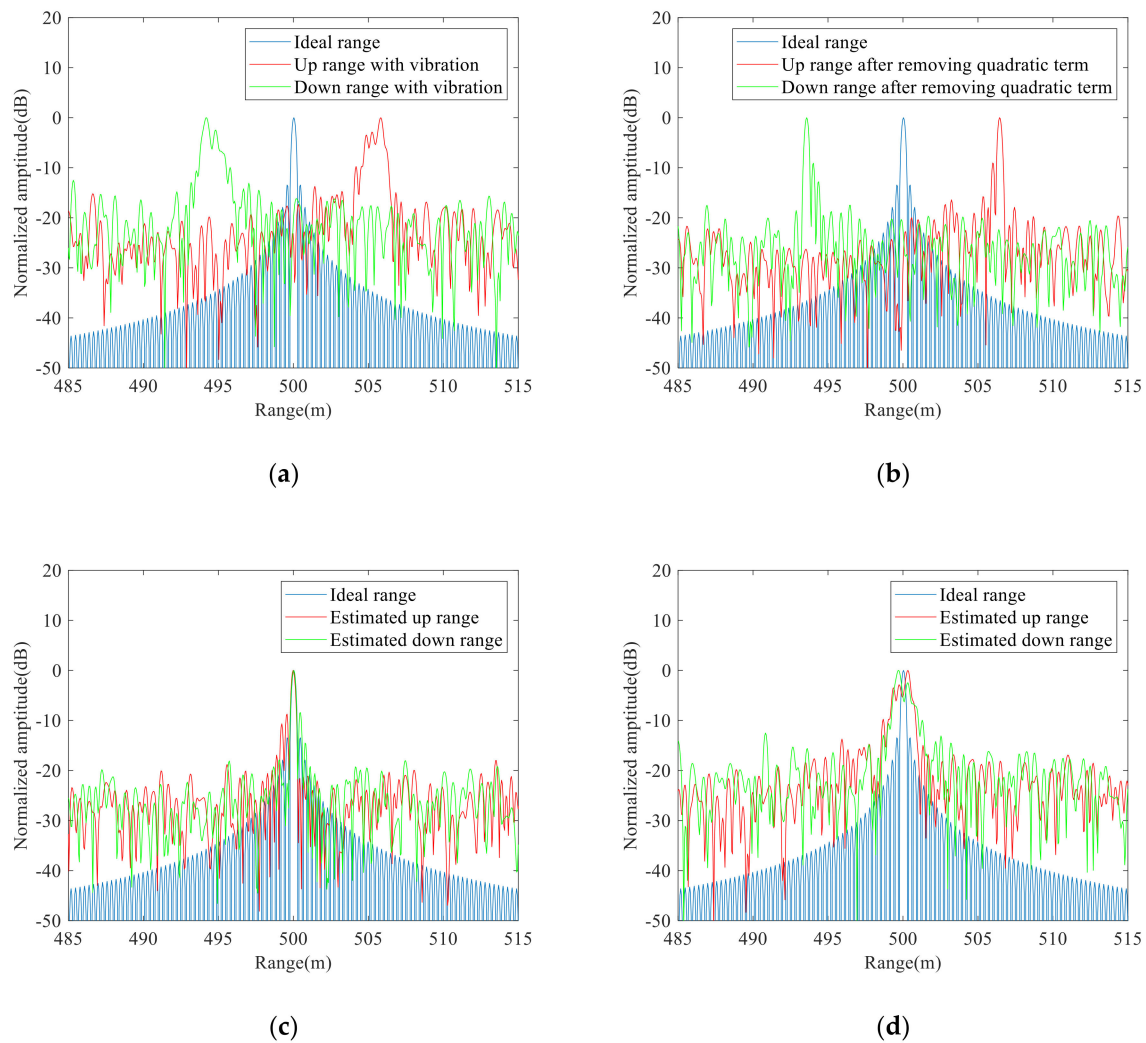 20
10
0
-10
-20
-30
-40
-50
Normalized amptitude(dB)
Ideal range
Up range with vibration
Down range with vibration
485 490 495 500 505 510 515
Range(m)
(a)
20
10
0
-10
-20
-30
-40
-50
Normalized amptitude(dB)
Ideal range
Up range after removing quadratic term
Down range after removing quadratic term
485 490 495 500 505 510 515
Range(m)
(b)
20
10
0
-10
-20
-30
-40
-50
Normalized amptitude(dB)
Ideal range
Estimated up range
Estimated down range
485 490 495 500 505 510 515
Range(m)
(c)
20
10
0
-10
-20
-30
-40
-50
Normalized amptitude(dB)
Ideal range
Estimated up range
Estimated down range
485 490 495 500 505 510 515
Range(m)
(d)